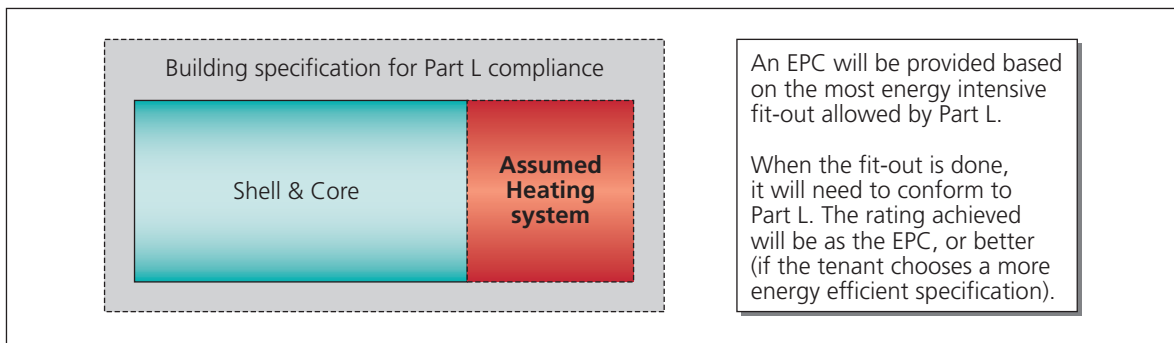 Building specification for Part L compliance
Shell & Core
Assumed
Heating
system
An EPC will be provided based
on the most energy intensive
fit-out allowed by Part L.
When the fit-out is done,
it will need to conform to
Part L. The rating achieved
will be as the EPC, or better
(if the tenant chooses a more
energy efficient specification).